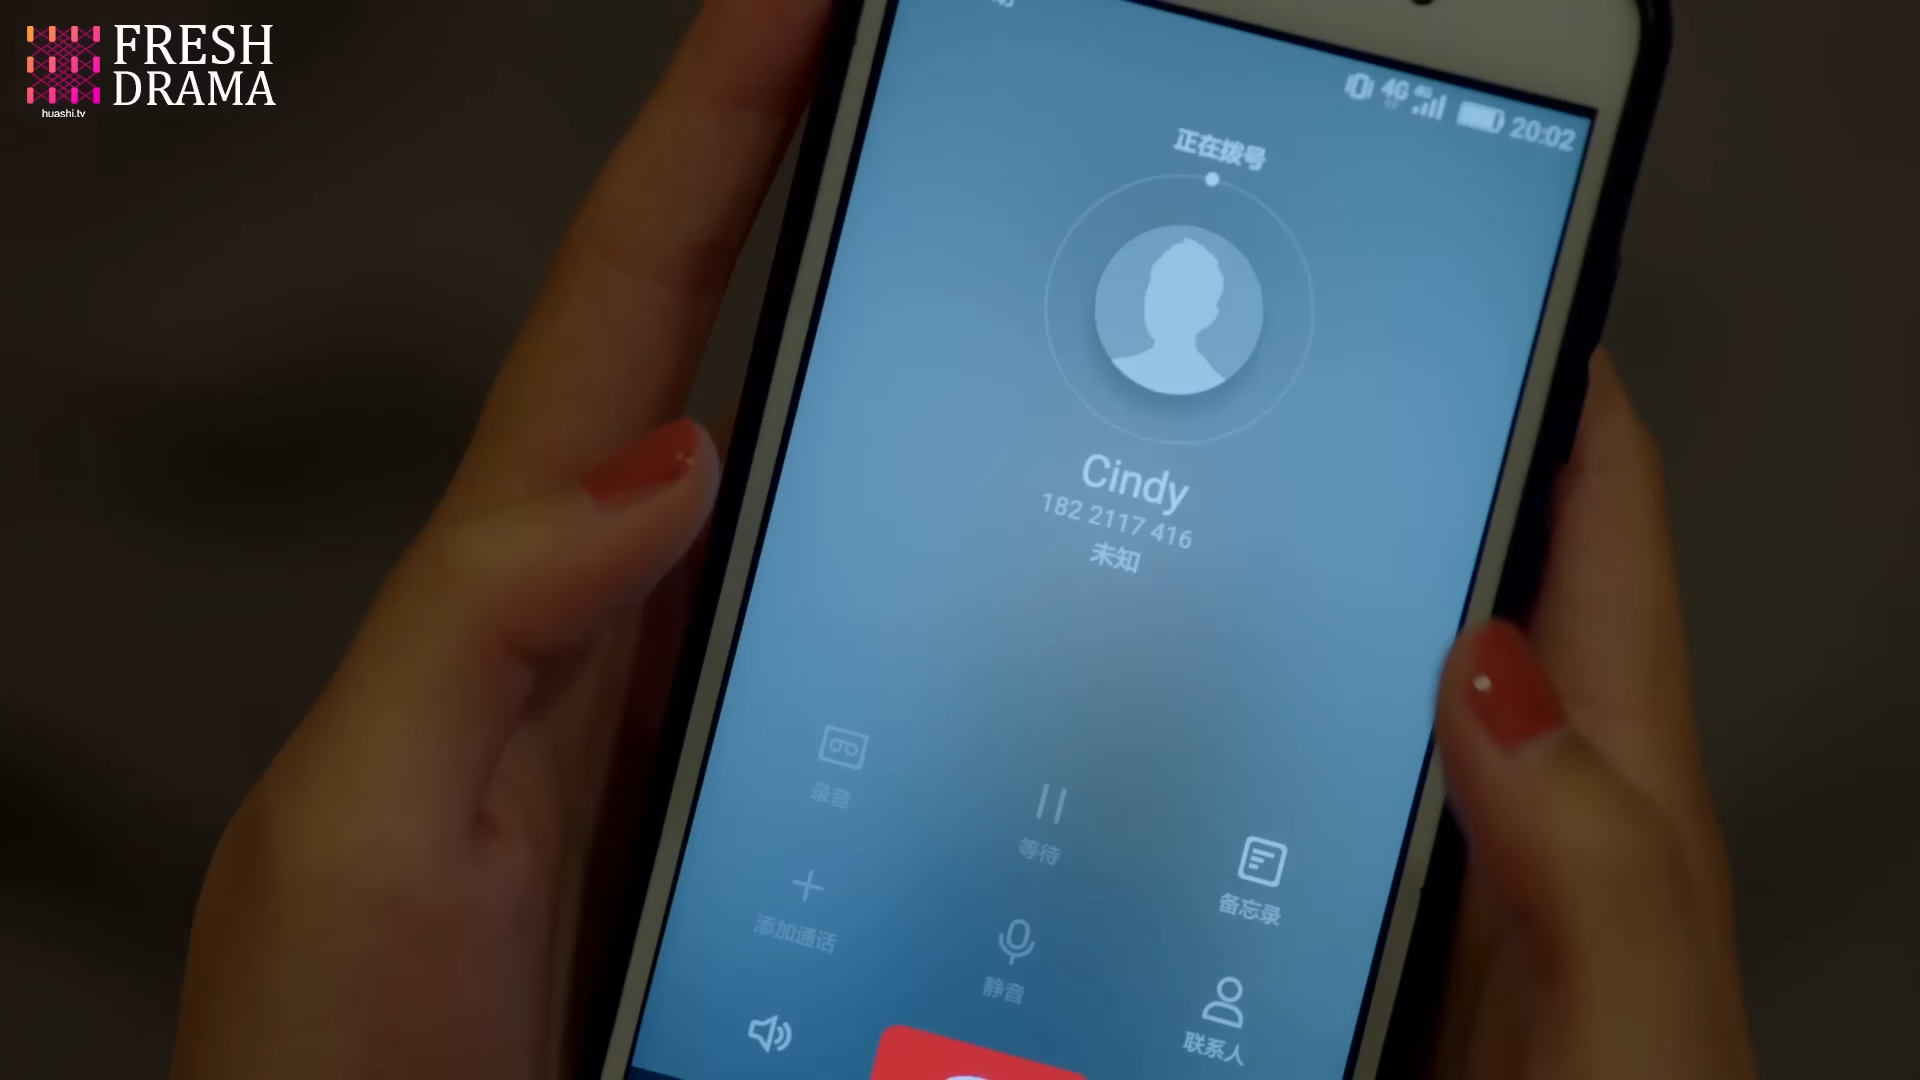 FRESH
DRAMA
huashi.tv
4G 4G 20:02
正在拨号
Cindy
182 2117 416
未知
录音
等待
备忘录
添加通话
静音
联系人